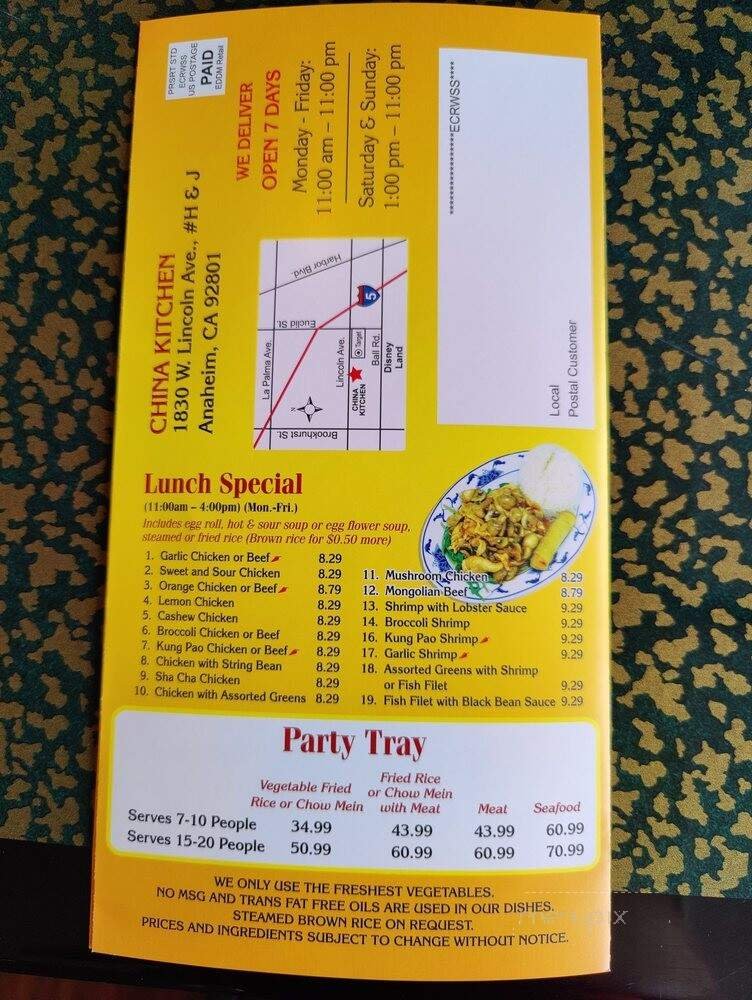 PRSRT STD
ECRWSS
US POSTAGE
PAID
EDDM Retail
CHINA KITCHEN
1830 W. Lincoln Ave., #H & J
Anaheim, CA 92801
WE DELIVER
OPEN 7 DAYS
Monday - Friday:
11:00 am – 11:00 pm
Saturday & Sunday:
1:00 pm – 11:00 pm
La Palma Ave.
Harbor Blvd.
Euclid St.
5
Lincoln Ave.
Target
Ball Rd.
Disney
Land
CHINA
KITCHEN
N
Brookhurst St.
*******************ECRWSS****
Local
Postal Customer
Lunch Special
(11:00am – 4:00pm) (Mon.-Fri.)
Includes egg roll, hot & sour soup or egg flower soup,
steamed or fried rice (Brown rice for $0.50 more)
1. Garlic Chicken or Beef 8.29
2. Sweet and Sour Chicken 8.29
3. Orange Chicken or Beef 8.79
4. Lemon Chicken 8.29
5. Cashew Chicken 8.29
6. Broccoli Chicken or Beef 8.29
7. Kung Pao Chicken or Beef 8.29
8. Chicken with String Bean 8.29
9. Sha Cha Chicken 8.29
10. Chicken with Assorted Greens 8.29
11. Mushroom Chicken 8.29
12. Mongolian Beef 8.79
13. Shrimp with Lobster Sauce 9.29
14. Broccoli Shrimp 9.29
16. Kung Pao Shrimp 9.29
17. Garlic Shrimp 9.29
18. Assorted Greens with Shrimp
or Fish Filet 9.29
19. Fish Filet with Black Bean Sauce 9.29
Party Tray
Vegetable Fried
Rice or Chow Mein
Fried Rice
or Chow Mein
with Meat
Meat
Seafood
Serves 7-10 People 34.99 43.99 43.99 60.99
Serves 15-20 People 50.99 60.99 60.99 70.99
WE ONLY USE THE FRESHEST VEGETABLES.
NO MSG AND TRANS FAT FREE OILS ARE USED IN OUR DISHES.
STEAMED BROWN RICE ON REQUEST.
PRICES AND INGREDIENTS SUBJECT TO CHANGE WITHOUT NOTICE.